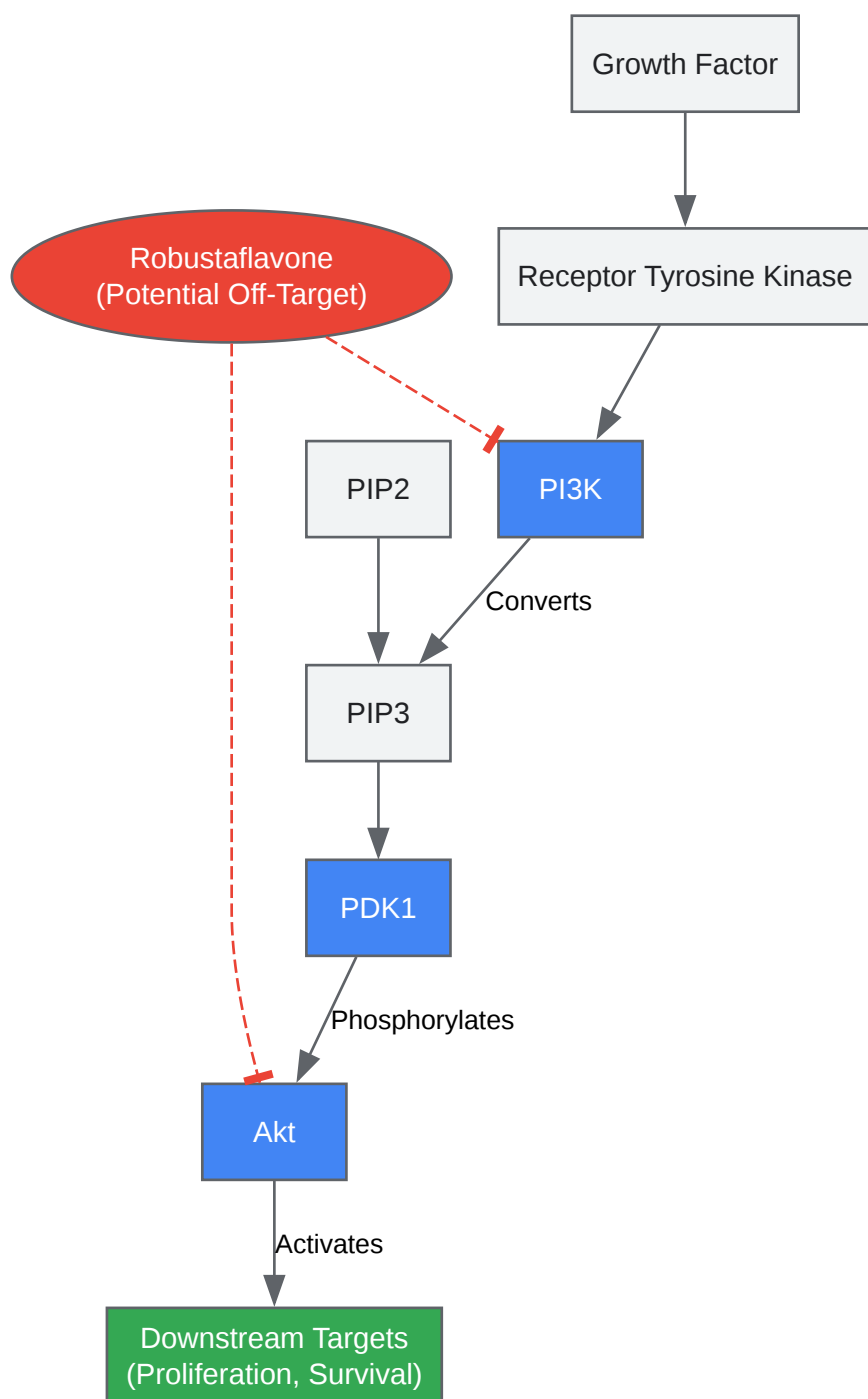 Growth Factor
Robustaflavone
(Potential Off-Target)
Receptor Tyrosine Kinase
PIP2
PI3K
Converts
PIP3
PDK1
Phosphorylates
Akt
Activates
Downstream Targets
(Proliferation, Survival)